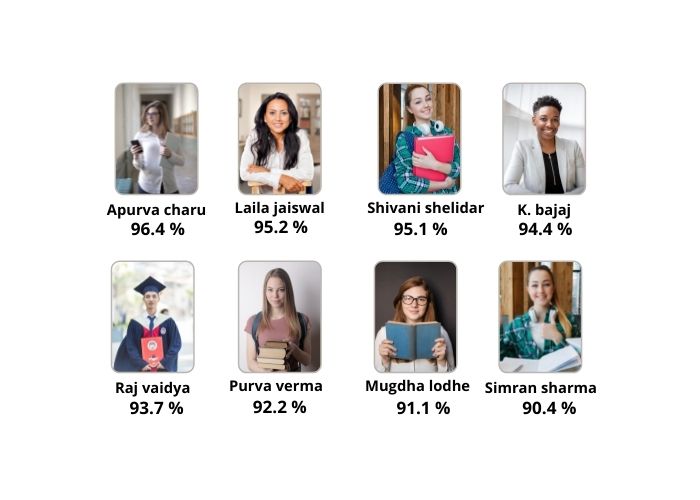 Apurva charu
96.4 %
Laila jaiswal
95.2 %
Shivani shelidar
95.1 %
K. bajaj
94.4 %
Raj vaidya
93.7 %
Purva verma
92.2 %
Mugdha lodhe
91.1 %
Simran sharma
90.4 %